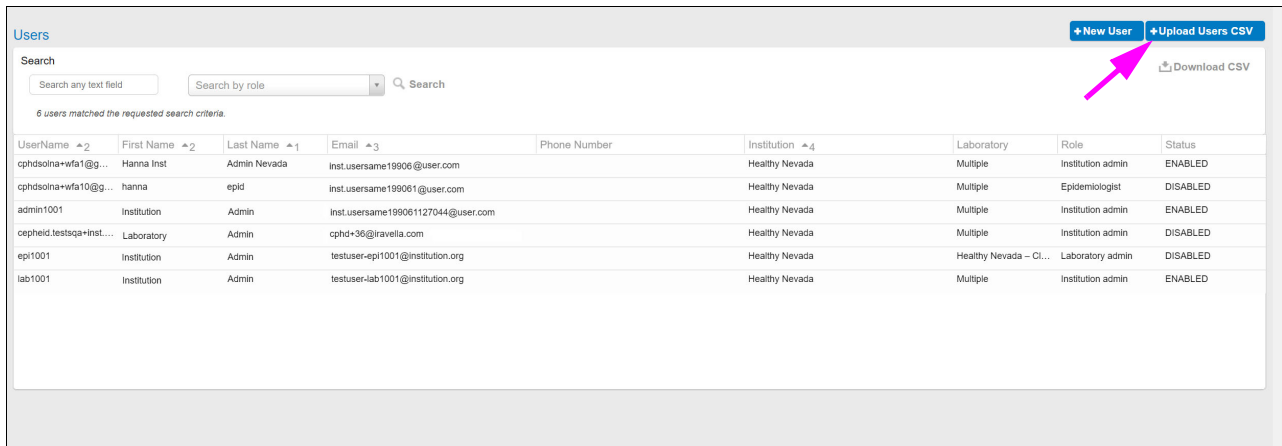 Users
+New User +Upload Users CSV
Search
Search any text field Search by role Search Download CSV
6 users matched the requested search criteria.
UserName 2 First Name 2 Last Name 1 Email 3 Phone Number Institution 4 Laboratory Role Status
cphdsolna+wfa1@g... Hanna Inst Admin Nevada inst.usersame19906@user.com Healthy Nevada Multiple Institution admin ENABLED
cphdsolna+wfa10@g... hanna epid inst.usersame199061@user.com Healthy Nevada Multiple Epidemiologist DISABLED
admin1001 Institution Admin inst.usersame199061127044@user.com Healthy Nevada Multiple Institution admin ENABLED
cepheid.testsqa+inst.... Laboratory Admin cphd+36@iravella.com Healthy Nevada Multiple Institution admin DISABLED
epi1001 Institution Admin testuser-epi1001@institution.org Healthy Nevada Healthy Nevada – Cl... Laboratory admin DISABLED
lab1001 Institution Admin testuser-lab1001@institution.org Healthy Nevada Multiple Institution admin ENABLED